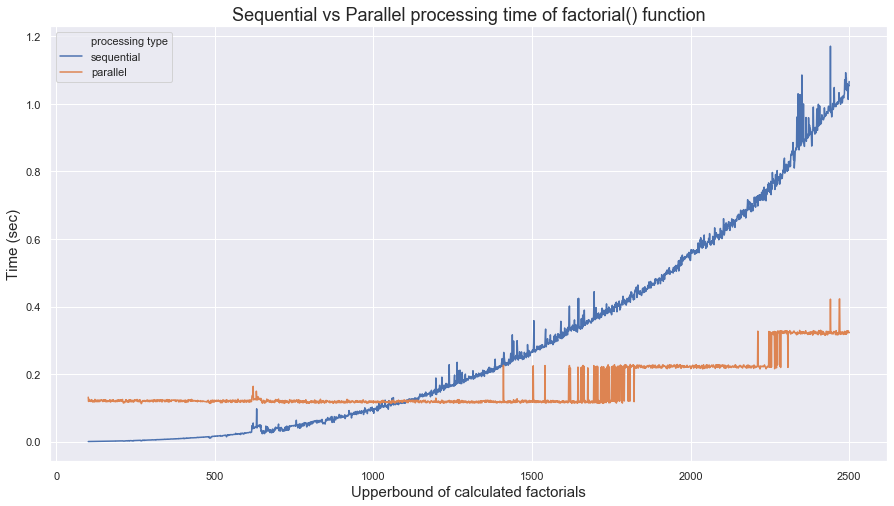 Sequential vs Parallel processing time of factorial() function
1.2
processing type
sequential
parallel
1.0
0.8
0.6
0.4
0.2
0.0
Time (sec)
0 500 1000 1500 2000 2500
Upperbound of calculated factorials